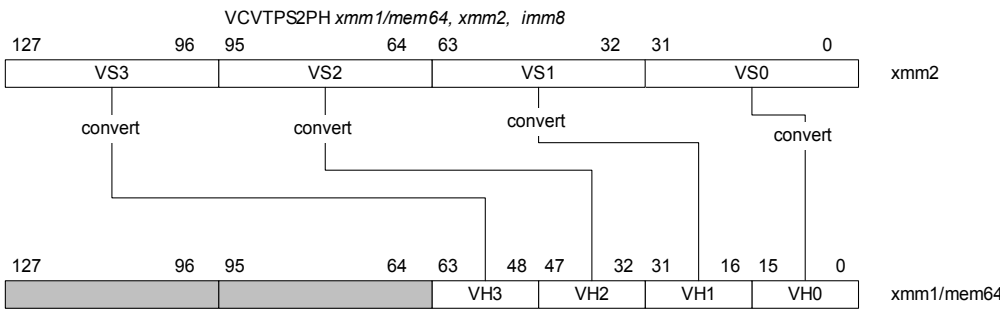 VCVTPS2PH xmm1/mem64, xmm2, imm8
127 96 95 64 63 32 31 0
VS3 VS2 VS1 VS0 xmm2
convert convert convert convert
127 96 95 64 63 48 47 32 31 16 15 0
VH3 VH2 VH1 VH0 xmm1/mem64